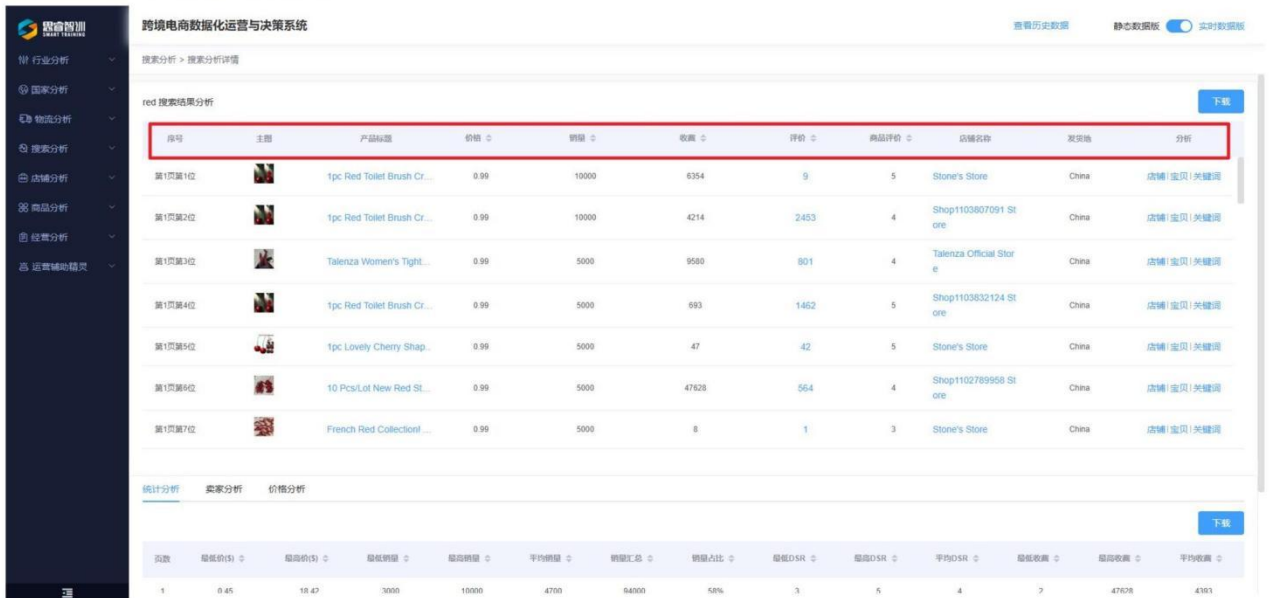 思睿智训
SMART TRAINING
跨境电商数据化运营与决策系统
查看历史数据
静态数据版
实时数据版
行业分析
国家分析
物流分析
搜索分析
店铺分析
商品分析
经营分析
运营辅助精灵
搜索分析 > 搜索分析详情
red 搜索结果分析
下载
序号 主图 产品标题 价格 销量 收藏 评价 商品评价 店铺名称 发货地 分析
第1页第1位 1pc Red Toilet Brush Cr... 0.99 10000 6354 9 5 Stone's Store China 店铺|宝贝|关键词
第1页第2位 1pc Red Toilet Brush Cr... 0.99 10000 4214 2453 4 Shop1103807091 St
ore China 店铺|宝贝|关键词
第1页第3位 Talenza Women's Tight... 0.99 5000 9580 801 4 Talenza Official Stor
e China 店铺|宝贝|关键词
第1页第4位 1pc Red Toilet Brush Cr... 0.99 5000 693 1462 5 Shop1103832124 St
ore China 店铺|宝贝|关键词
第1页第5位 1pc Lovely Cherry Shap... 0.99 5000 47 42 5 Stone's Store China 店铺|宝贝|关键词
第1页第6位 10 Pcs/Lot New Red St... 0.99 5000 47628 564 4 Shop1102789958 St
ore China 店铺|宝贝|关键词
第1页第7位 French Red Collection! ... 0.99 5000 8 1 3 Stone's Store China 店铺|宝贝|关键词
统计分析 卖家分析 价格分析
下载
页数 最低价($) 最高价($) 最低销量 最高销量 平均销量 销量汇总 销量占比 最低DSR 最高DSR 平均DSR 最低收藏 最高收藏 平均收藏
1 0.45 18.42 3000 10000 4700 94000 58% 3 5 4 2 47628 4393